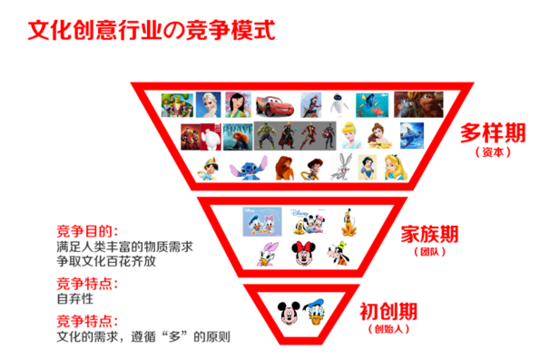 文化创意行业の竞争模式
多样期
（资本）
BRAVE
Disney
家族期
（团队）
竞争目的：
满足人类丰富的物质需求
争取文化百花齐放
竞争特点：
自弃性
竞争特点：
文化的需求，遵循“多”的原则
初创期
（创始人）